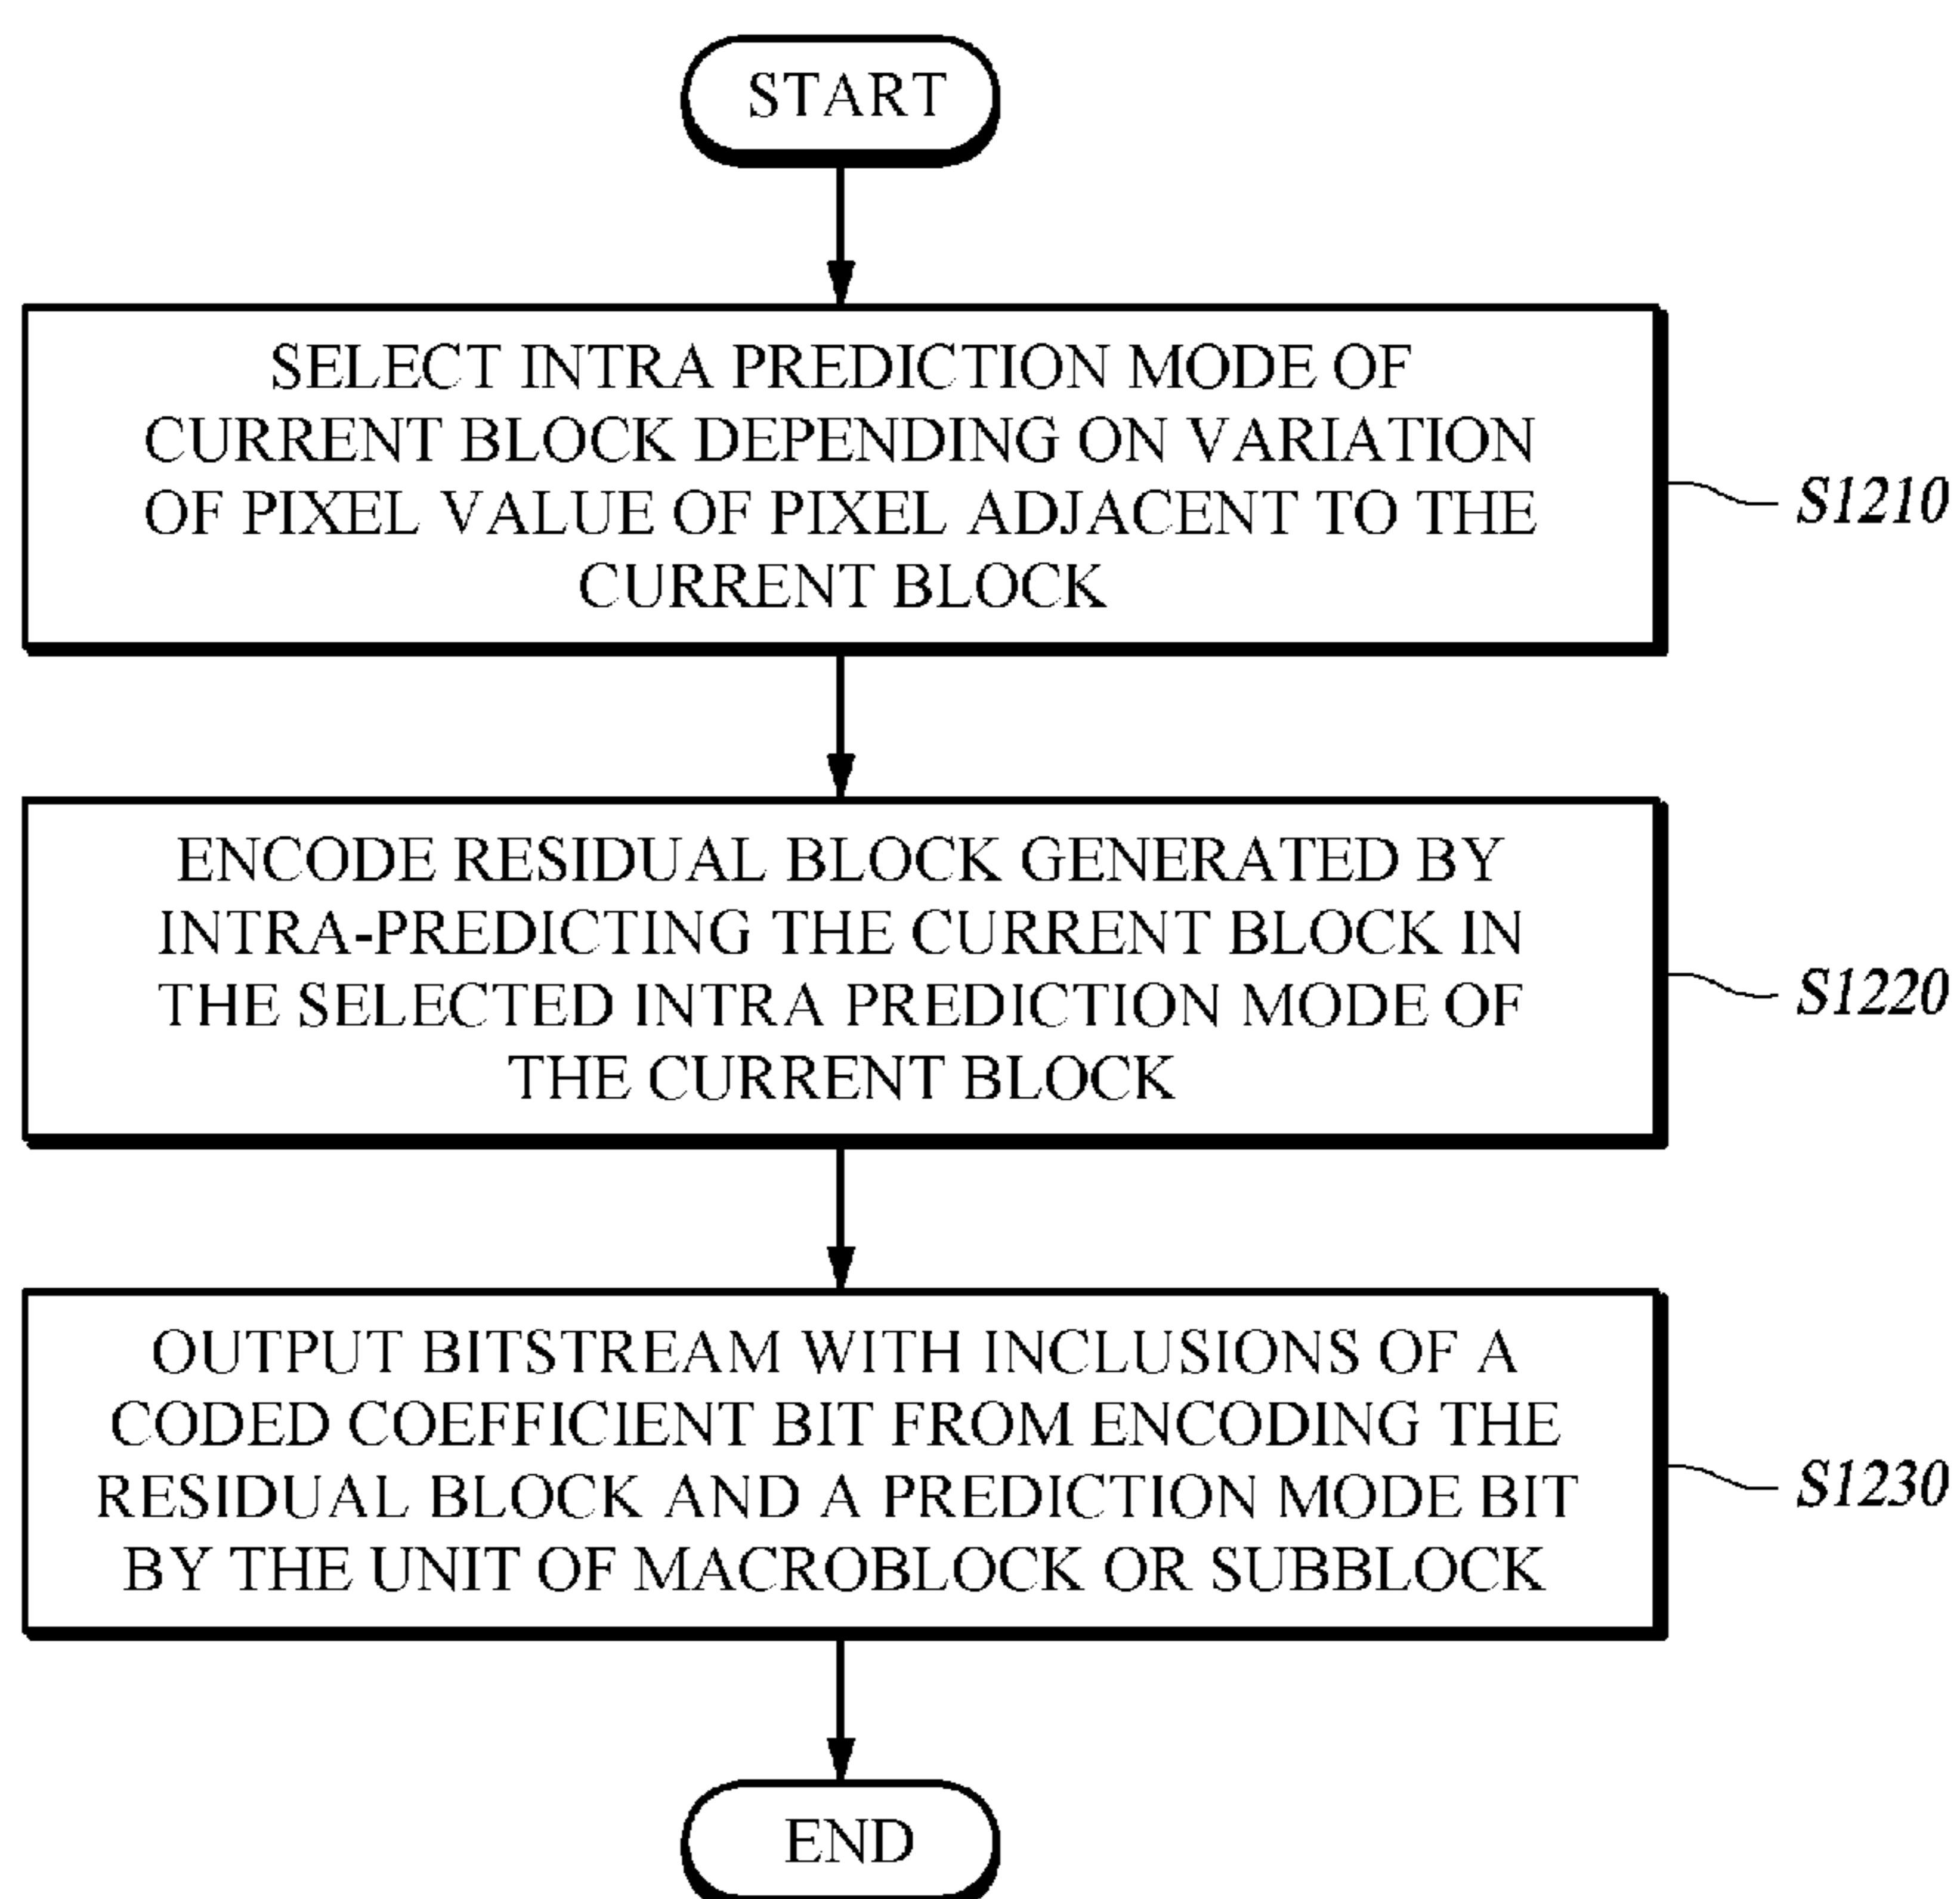 START
SELECT INTRA PREDICTION MODE OF
CURRENT BLOCK DEPENDING ON VARIATION
OF PIXEL VALUE OF PIXEL ADJACENT TO THE
CURRENT BLOCK
S1210
ENCODE RESIDUAL BLOCK GENERATED BY
INTRA-PREDICTING THE CURRENT BLOCK IN
THE SELECTED INTRA PREDICTION MODE OF
THE CURRENT BLOCK
S1220
OUTPUT BITSTREAM WITH INCLUSIONS OF A
CODED COEFFICIENT BIT FROM ENCODING THE
RESIDUAL BLOCK AND A PREDICTION MODE BIT
BY THE UNIT OF MACROBLOCK OR SUBBLOCK
S1230
END